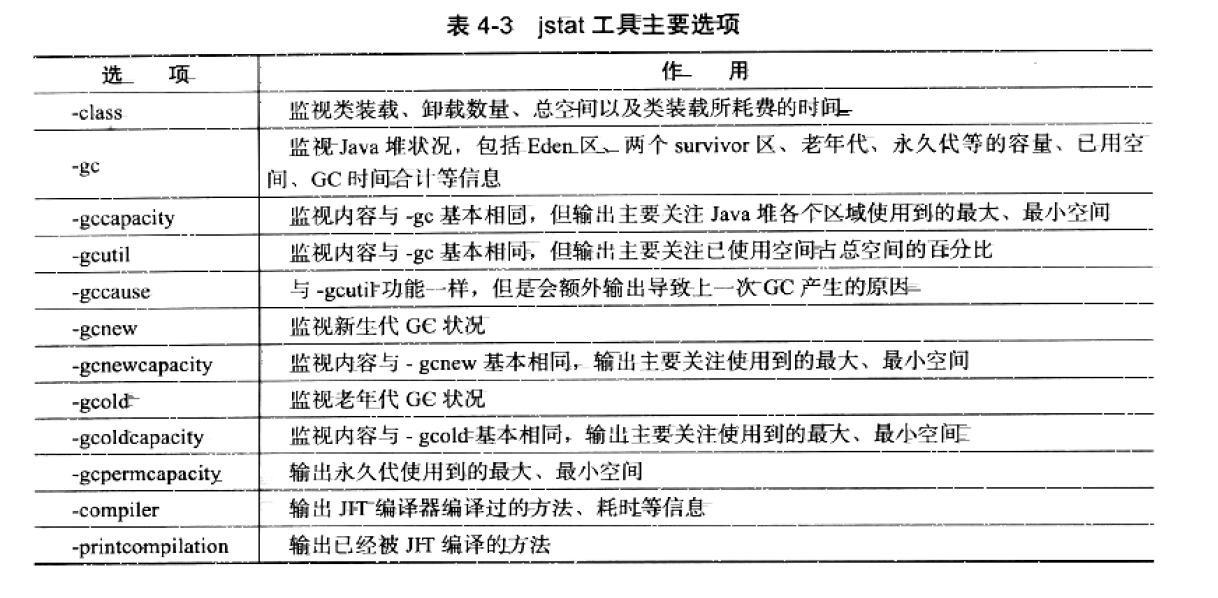 表 4-3 jstat 工具主要选项
选 项 作 用
-class 监视类装载、卸载数量、总空间以及类装载所耗费的时间
-gc 监视 Java 堆状况，包括 Eden 区、两个 survivor 区、老年代、永久代等的容量、已用空
间、GC 时间合计等信息
-gccapacity 监视内容与 -gc 基本相同，但输出主要关注 Java 堆各个区域使用到的最大、最小空间
-gcutil 监视内容与 -gc 基本相同，但输出主要关注已使用空间占总空间的百分比
-gccause 与 -gcutil 功能一样，但是会额外输出导致上一次 GC 产生的原因
-gcnew 监视新生代 GC 状况
-gcnewcapacity 监视内容与 - gcnew 基本相同，输出主要关注使用到的最大、最小空间
-gcold 监视老年代 GC 状况
-gcoldcapacity 监视内容与 - gcold 基本相同，输出主要关注使用到的最大、最小空间
-gcpermcapacity 输出永久代使用到的最大、最小空间
-compiler 输出 JIT 编译器编译过的方法、耗时等信息
-printcompilation 输出已经被 JIT 编译的方法